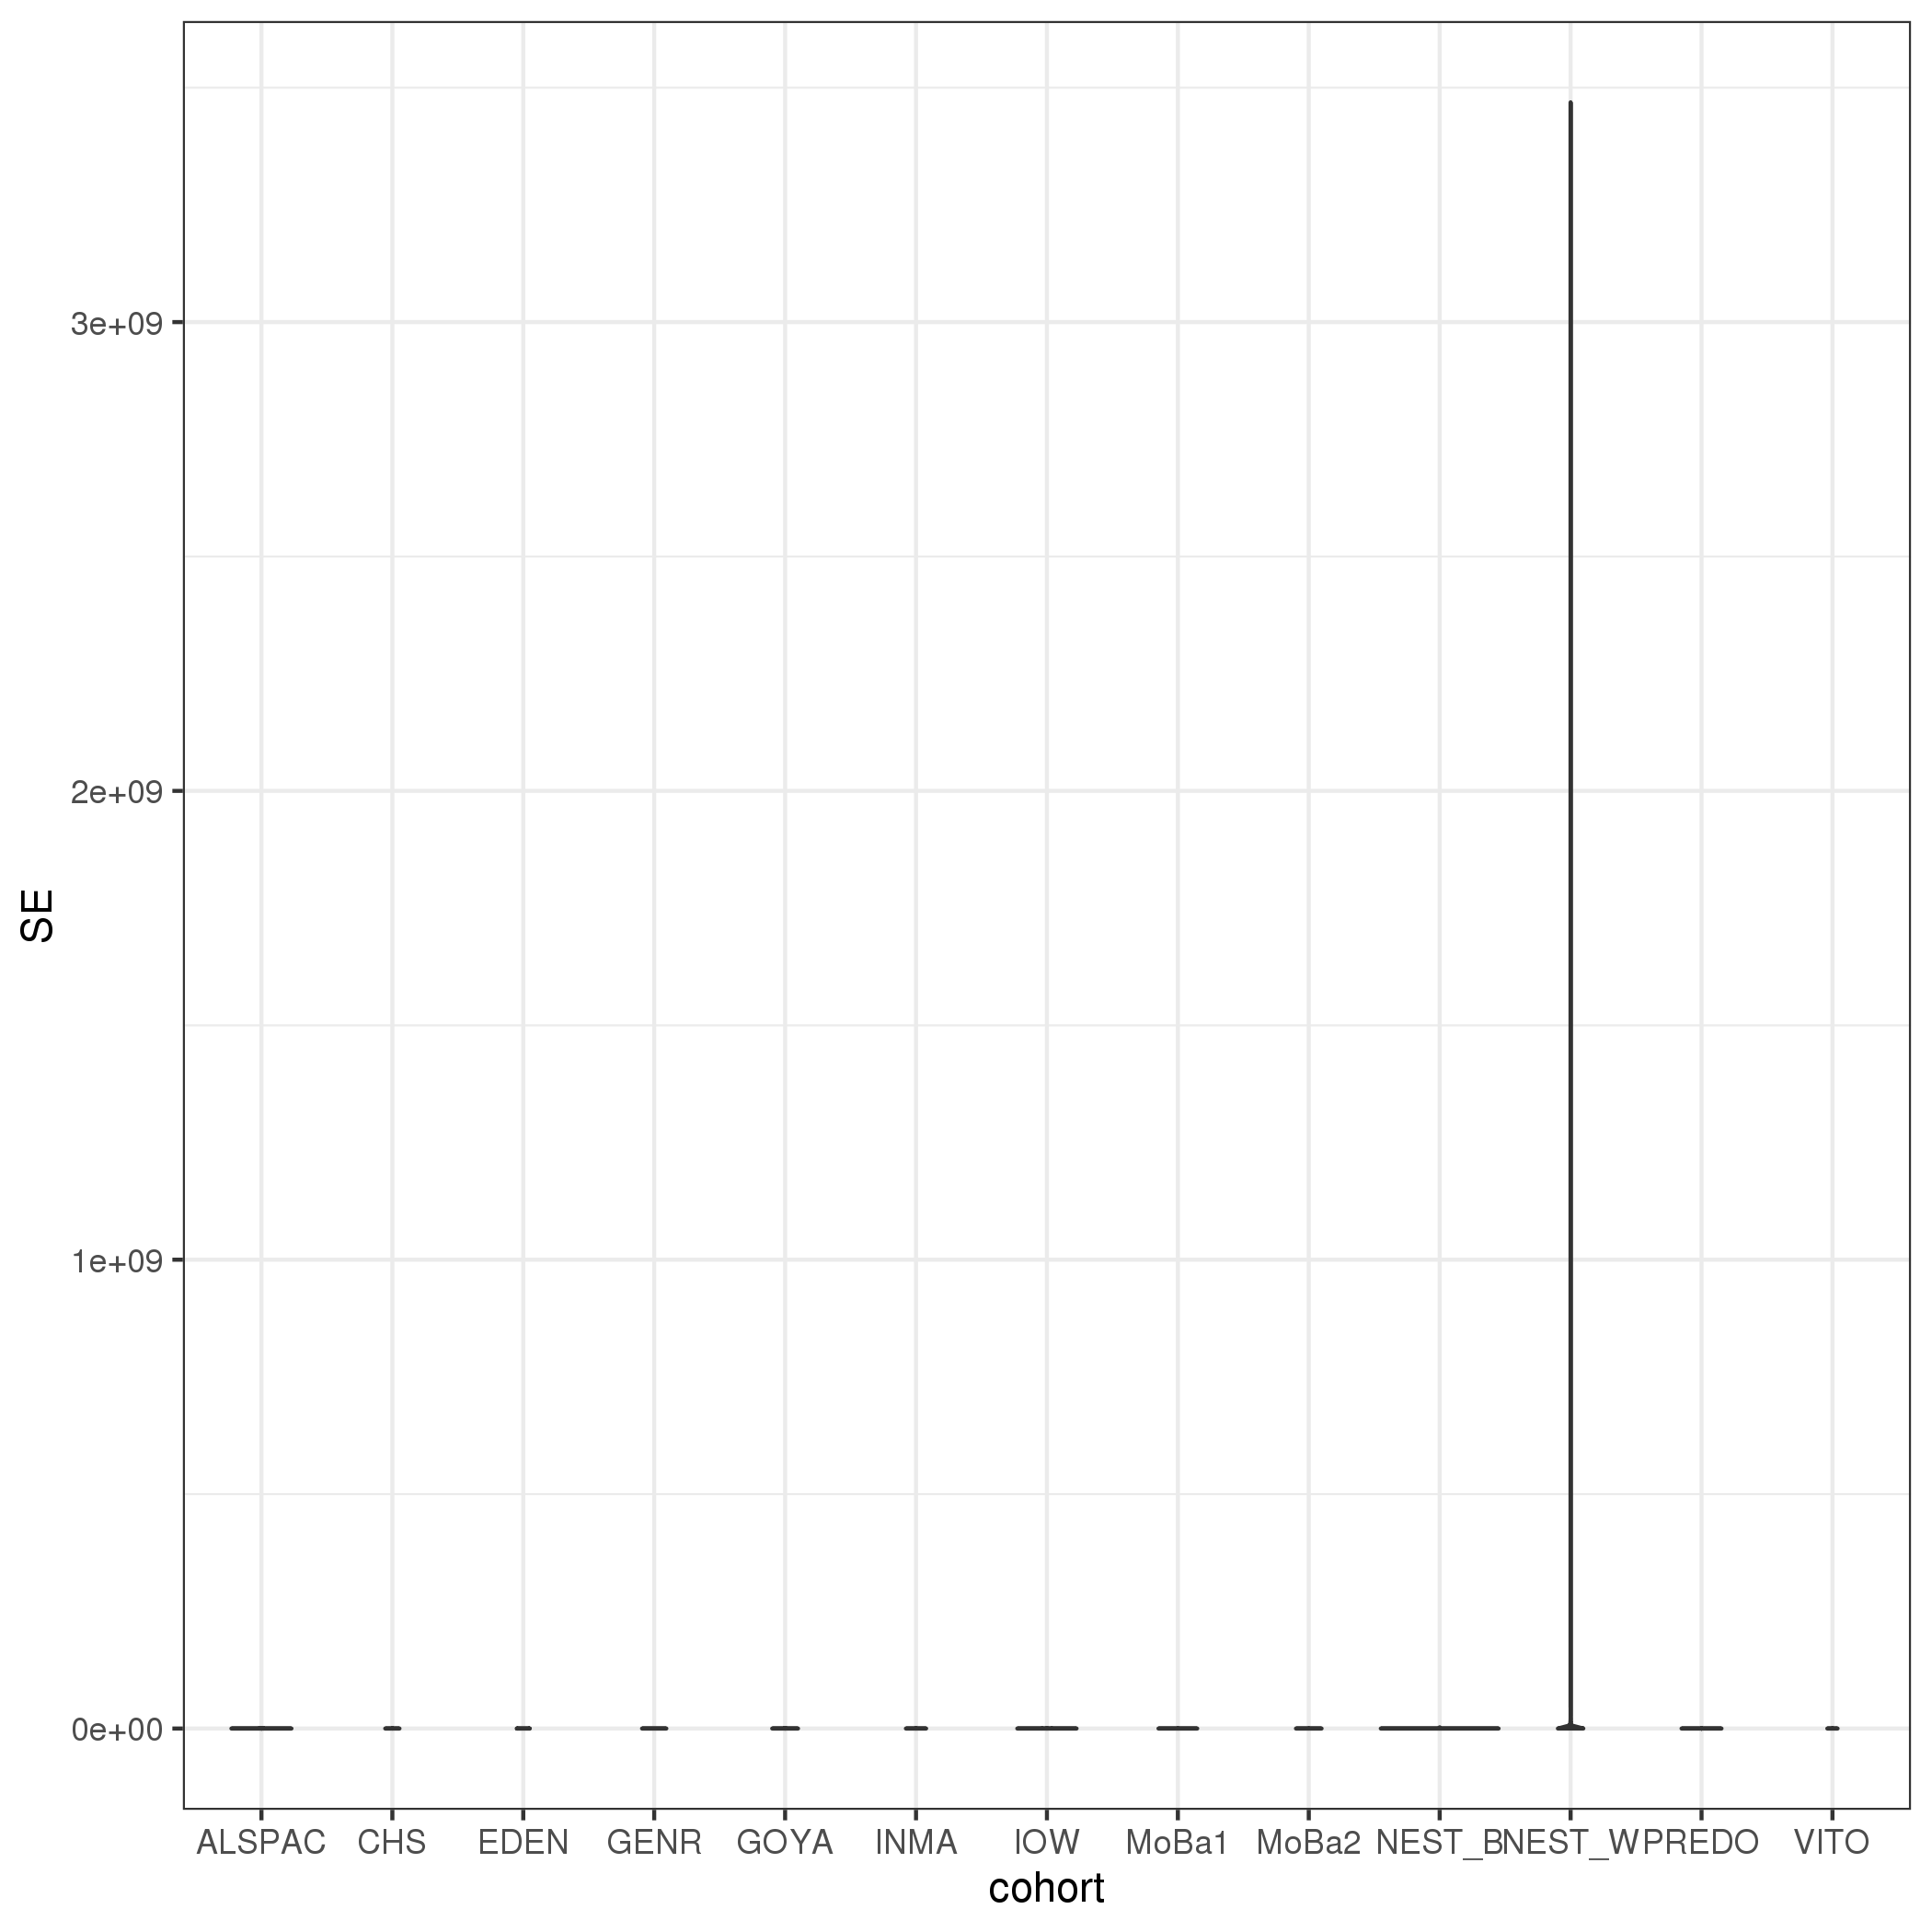 SE
3e+09
2e+09
1e+09
0e+00
ALSPAC CHS EDEN GENR GOYA INMA IOW MoBa1 MoBa2 NEST_B NEST_W PREDO VITO
cohort